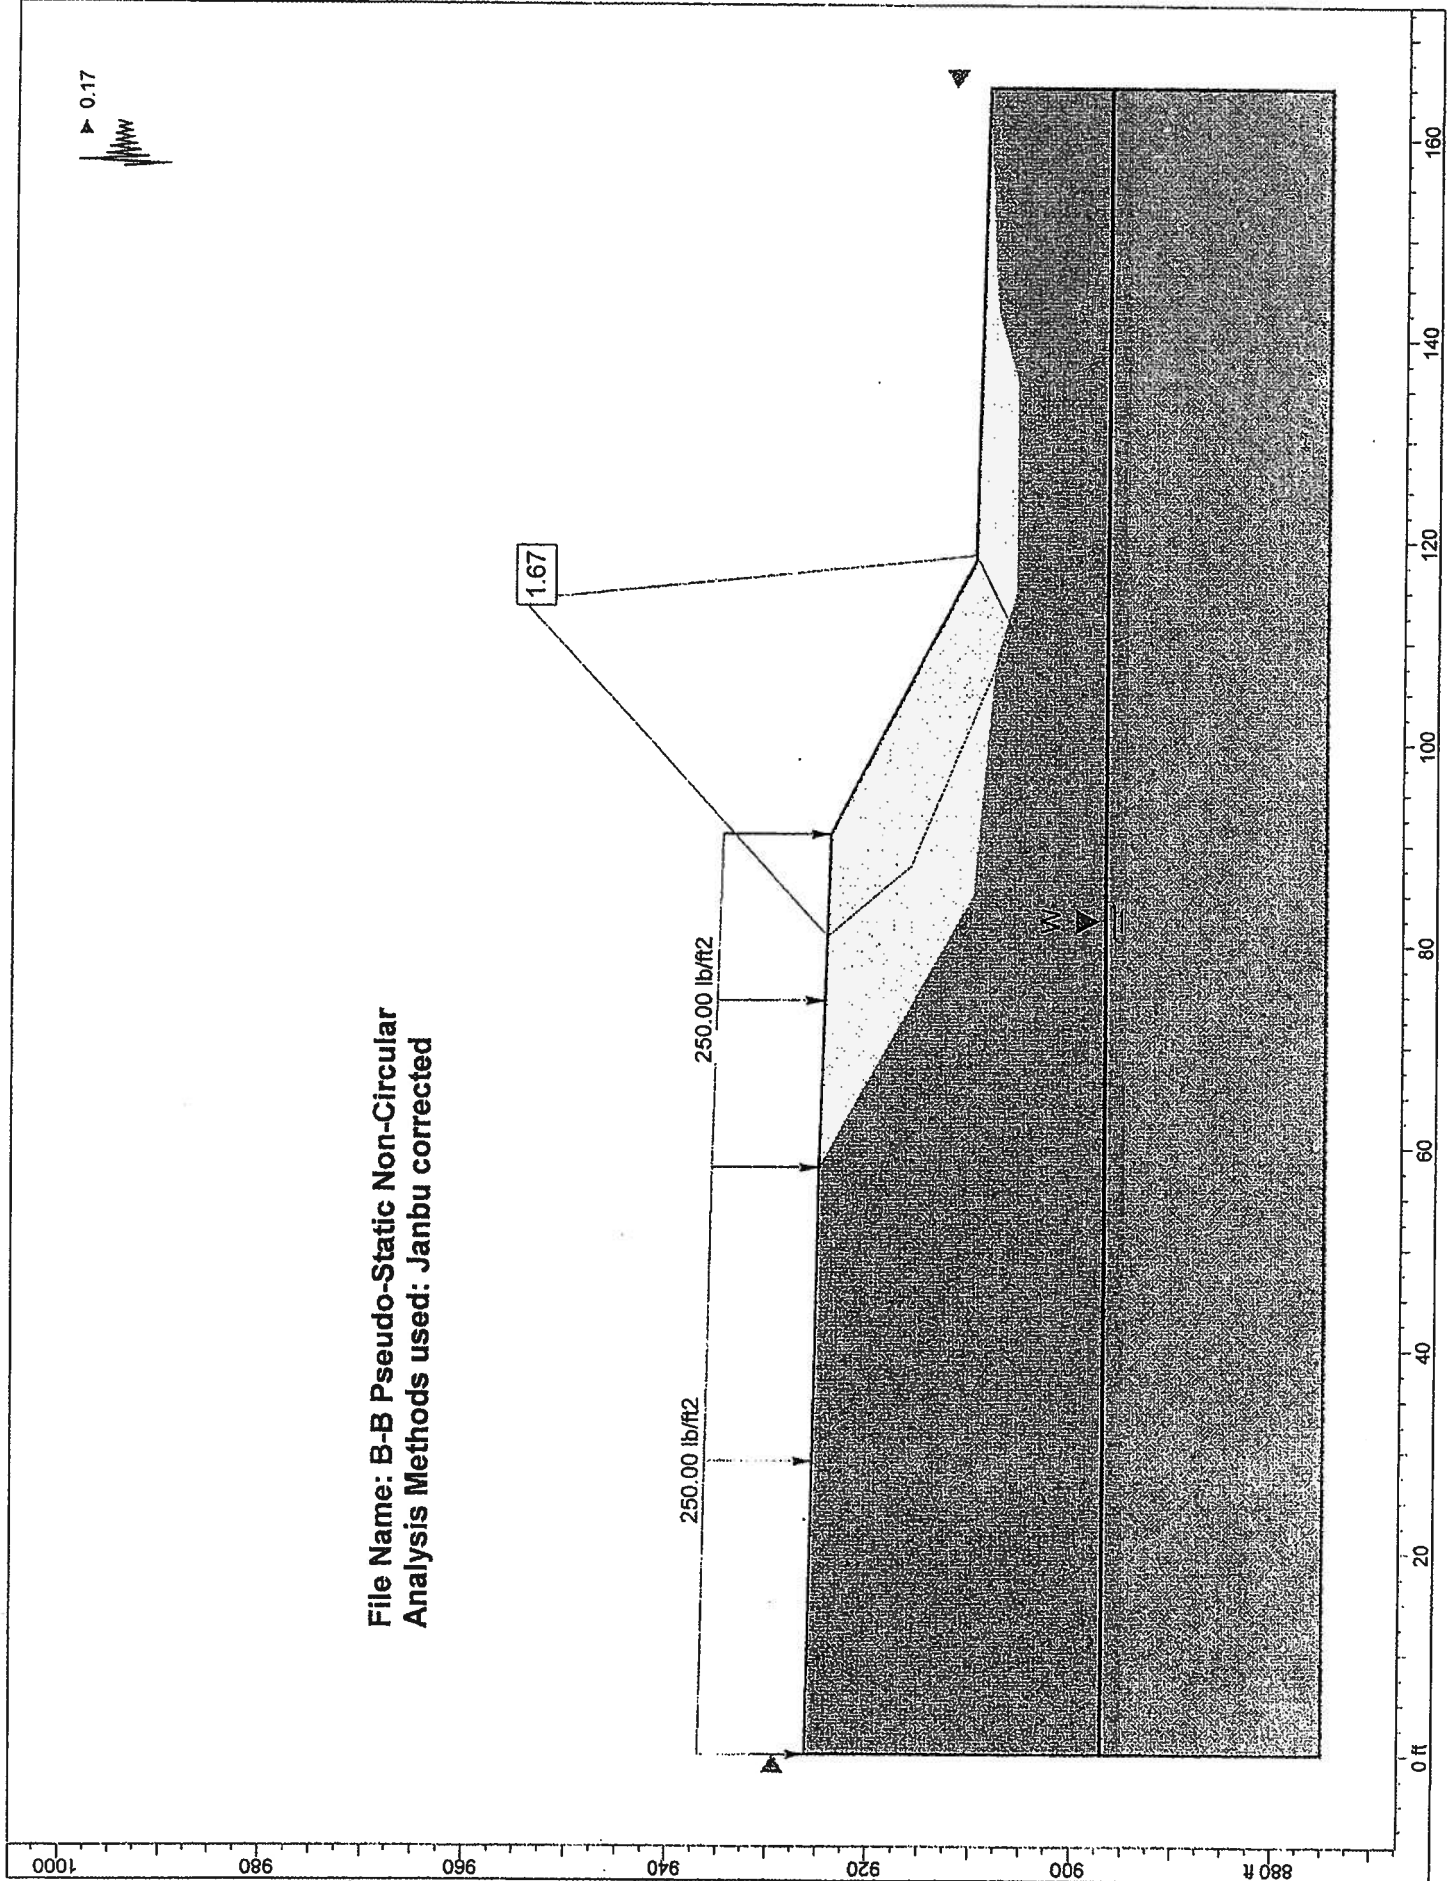 0.17
1.67
File Name: B-B Pseudo-Static Non-Circular
Analysis Methods used: Janbu corrected
250.00 lb/ft2
250.00 lb/ft2
W
1000
980
960
940
920
900
880 ft
0 ft
20
40
60
80
100
120
140
160